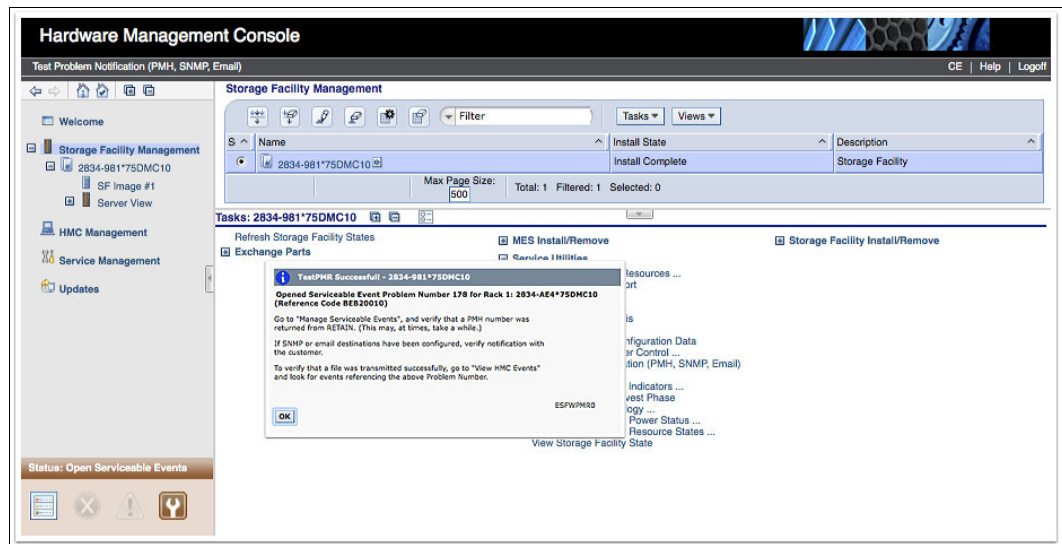 Hardware Management Console
Test Problem Notification (PMH, SNMP, Email)
CE | Help | Logoff
Welcome
Storage Facility Management
2834-981*75DMC10
SF Image #1
Server View
HMC Management
Service Management
Updates
Status: Open Serviceable Events
Storage Facility Management
Filter
Tasks
Views
S ^ Name ^ Install State ^ Description ^
2834-981*75DMC10 Install Complete Storage Facility
Max Page Size:
500
Total: 1 Filtered: 1 Selected: 0
Tasks: 2834-981*75DMC10
Refresh Storage Facility States
Exchange Parts
MES Install/Remove
Service Utilities
Storage Facility Install/Remove
TestPMR Successfull - 2834-981*75DMC10
Opened Serviceable Event Problem Number 178 for Rack 1: 2834-AE4*75DMC10
(Reference Code BEB20010)
Go to "Manage Serviceable Events", and verify that a PMH number was
returned from RETAIN. (This may, at times, take a while.)
If SNMP or email destinations have been configured, verify notification with
the customer.
To verify that a file was transmitted successfully, go to "View HMC Events"
and look for events referencing the above Problem Number.
ESFWPMR0
OK
esources ...
ort
is
nfiguration Data
er Control ...
tion (PMH, SNMP, Email)
Indicators ...
vest Phase
ogy ...
Power Status ...
Resource States ...
View Storage Facility State